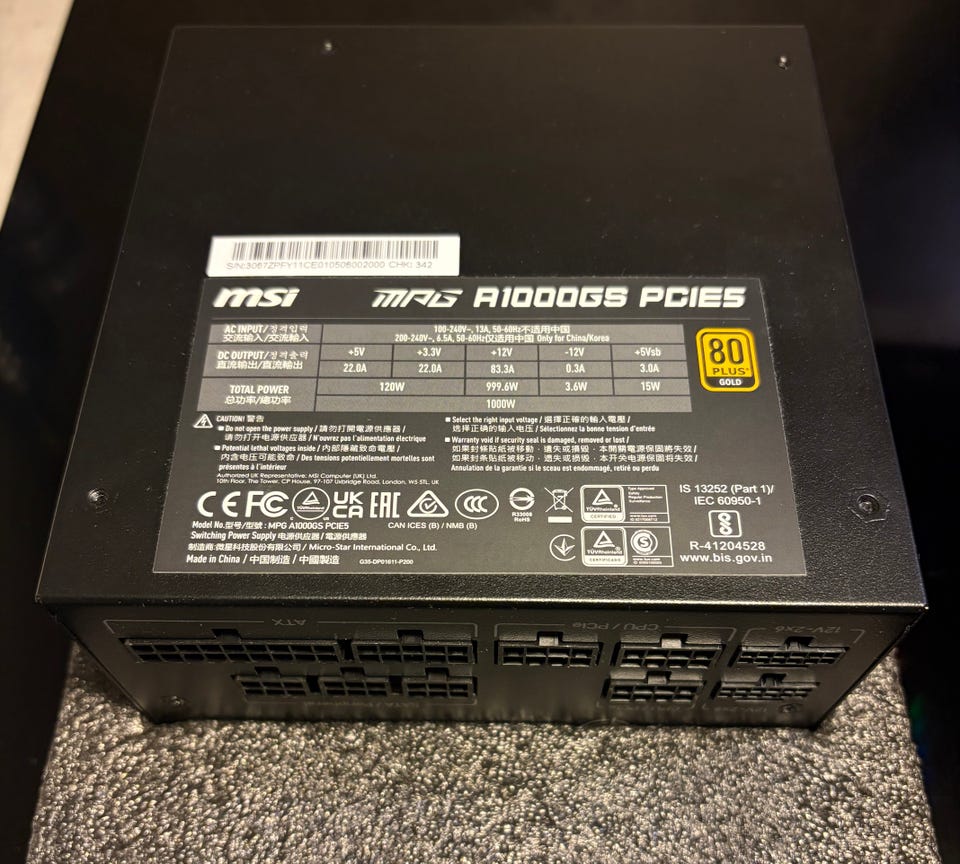 S/N:3067ZPFY11CE010506002000 CHK: 342
msi MPG A1000GS PCIE5
AC INPUT/정격입력
交流输入/交流輸入
100-240V~, 13A, 50-60Hz不适用中国
200-240V~, 6.5A, 50-60Hz仅适用中国 Only for China/Korea
DC OUTPUT/정격출력
直流输出/直流輸出
+5V +3.3V +12V -12V +5Vsb
22.0A 22.0A 83.3A 0.3A 3.0A
TOTAL POWER
总功率/總功率
120W 999.6W 3.6W 15W
1000W
80
PLUS
GOLD
CAUTION! 警告
Do not open the power supply / 請勿打開電源供應器 /
请勿打开电源供应器 / N'ouvrez pas l'alimentation électrique
Potential lethal voltages inside / 內部隱藏致命電壓 /
内含电压可能致命 / Des tensions potentiellement mortelles sont
présentes à l'intérieur
Select the right input voltage / 選擇正確的輸入電壓 /
选择正确的输入电压 / Sélectionnez la bonne tension d'entrée
Warranty void if security seal is damaged, removed or lost /
如果封條貼紙被移動，遺失或損毀，本開關電源保固將失效 /
如果封条贴纸被移动，遗失或损毁，本开关电源保固将失效 /
Annulation de la garantie si le sceau est endommagé, retiré ou perdu
Authorized UK Representative: MSI Computer (UK) Ltd.
10th Floor, The Tower, CP House, 97-107 Uxbridge Road, London, W5 5TL, UK
CE FC TÜVRheinland UK CA EAC CCC
R33088
RoHS
TÜVRheinland
CERTIFIED
Type Approved
Safety
Regular Production
Surveillance
IS 13252 (Part 1)/
IEC 60950-1
CAN ICES (B) / NMB (B)
Model No./型号/型號: MPG A1000GS PCIE5
Switching Power Supply 电源供应器 / 電源供應器
制造商:微星科技股份有限公司 / Micro-Star International Co., Ltd.
Made in China / 中国制造 / 中國製造
G35-DP01611-P200
TÜVRheinland
CERTIFICADO
R-41204528
www.bis.gov.in
ATX
CPU / PCIe
12V-2x6